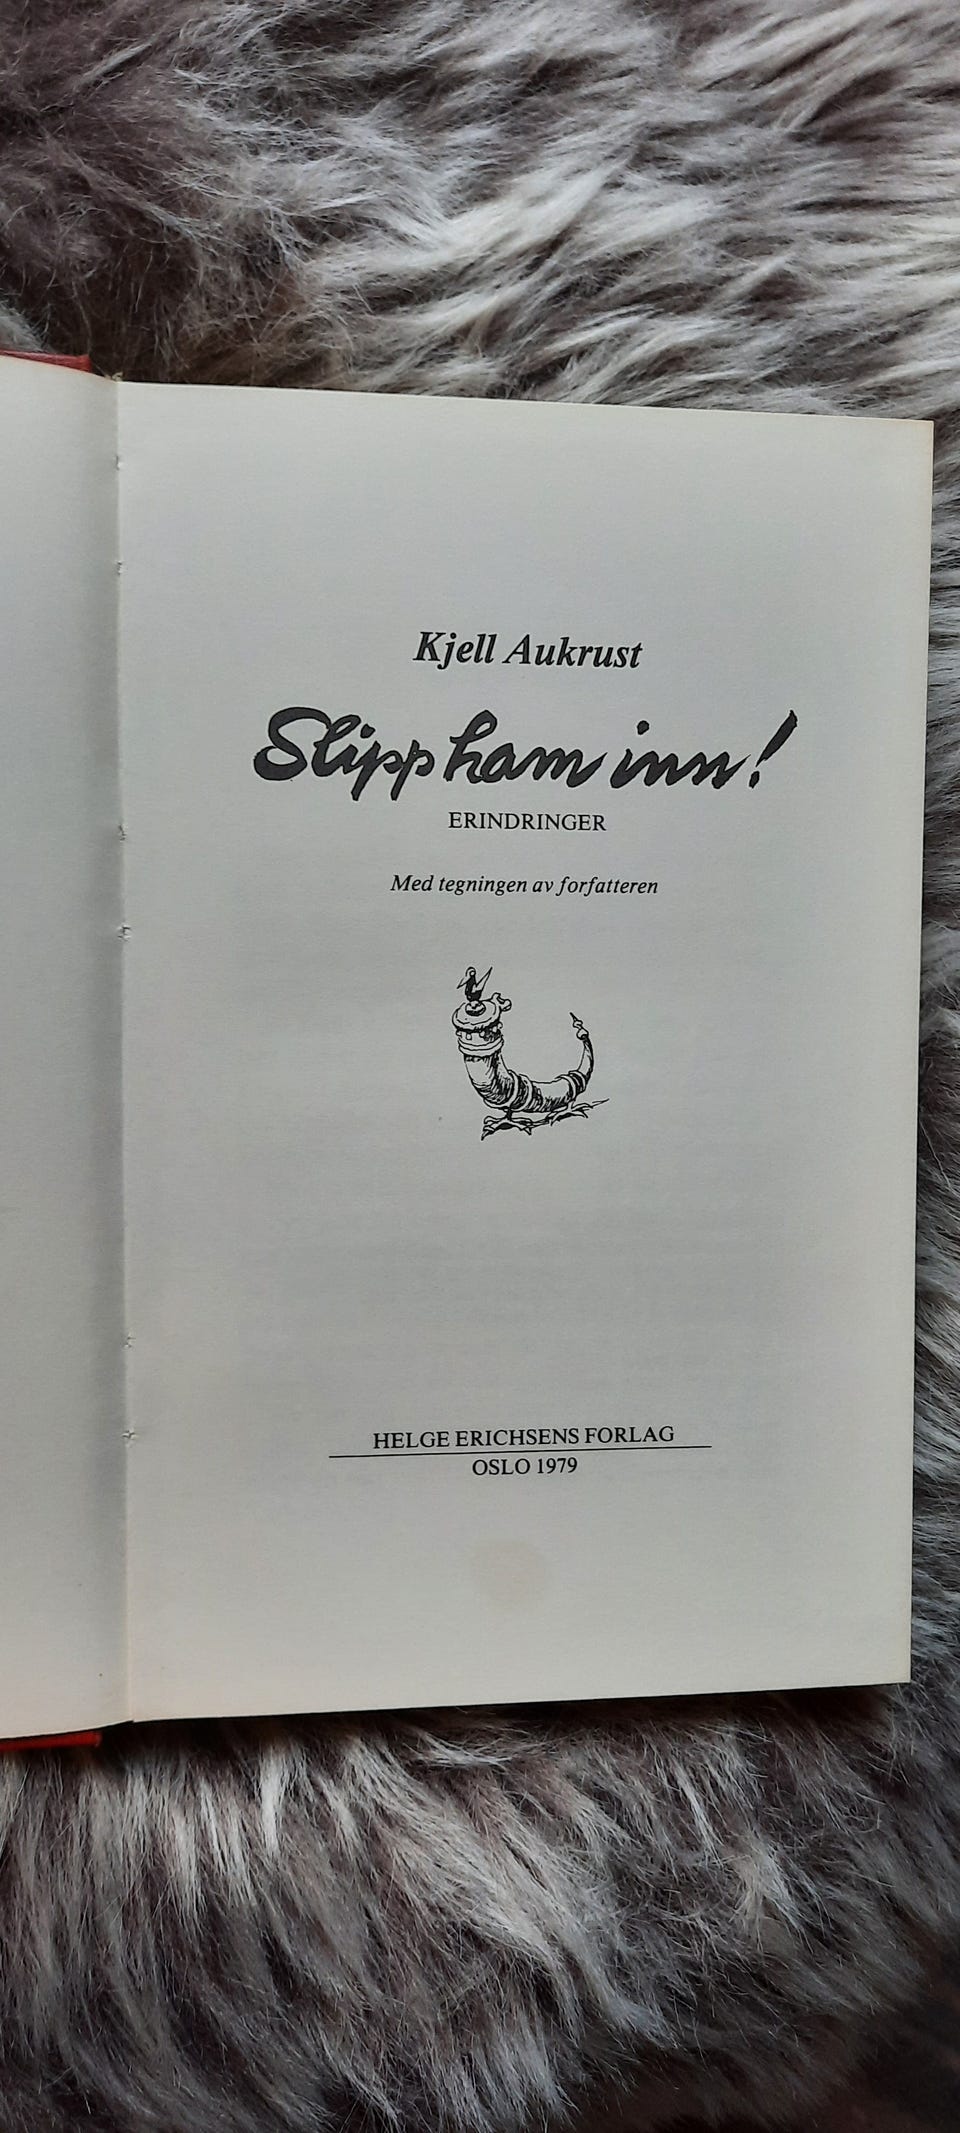 Kjell Aukrust
Slipp ham inn!
ERINDRINGER
Med tegningen av forfatteren
HELGE ERICHSENS FORLAG
OSLO 1979